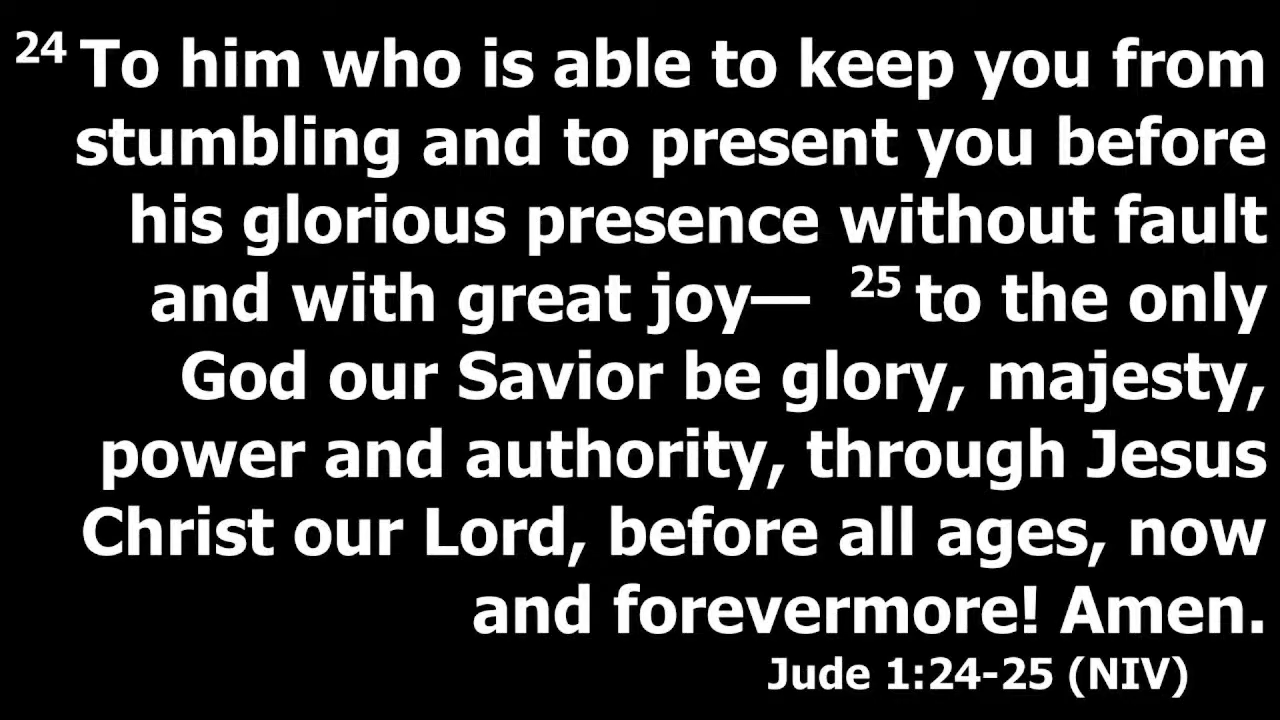 24 To him who is able to keep you from
stumbling and to present you before
his glorious presence without fault
and with great joy— 25 to the only
God our Savior be glory, majesty,
power and authority, through Jesus
Christ our Lord, before all ages, now
and forevermore! Amen.
Jude 1:24-25 (NIV)